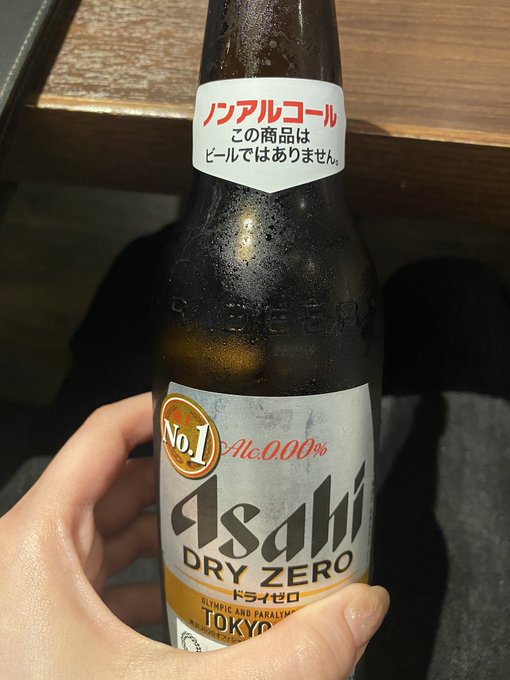 ノンアルコール
この商品は
ビールではありません。
No.1
Alc.0.00%
Asahi
DRY ZERO
ドライゼロ
OLYMPIC AND PARALYM
TOKYO